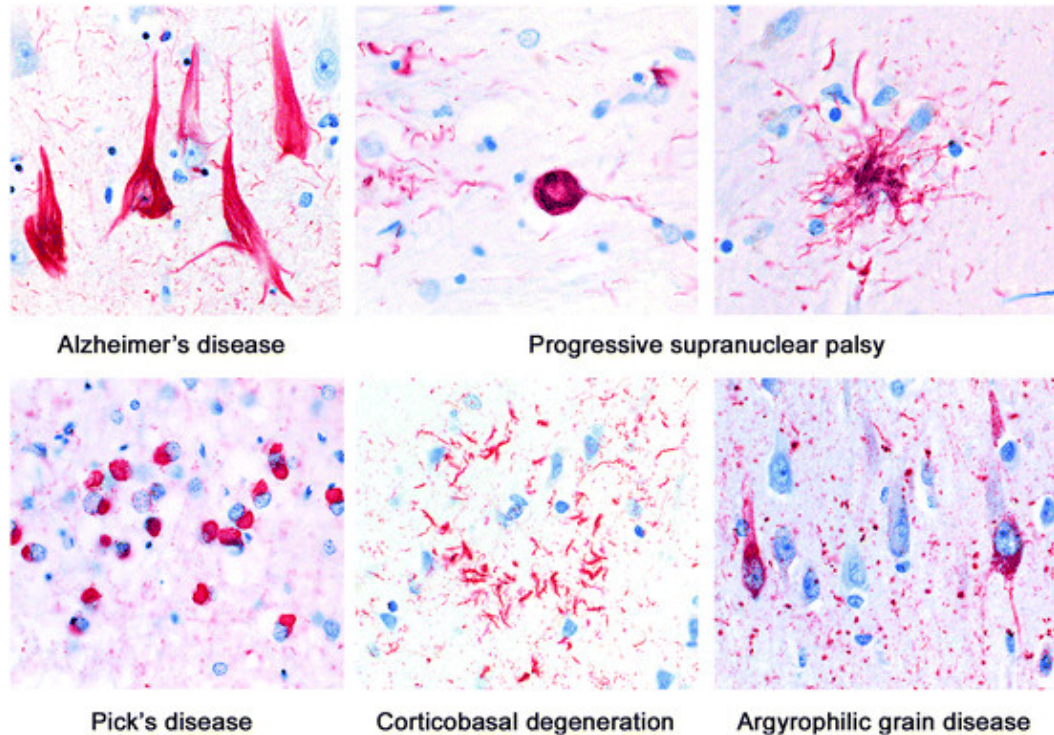 Alzheimer's disease
Progressive supranuclear palsy
Pick's disease
Corticobasal degeneration
Argyrophilic grain disease